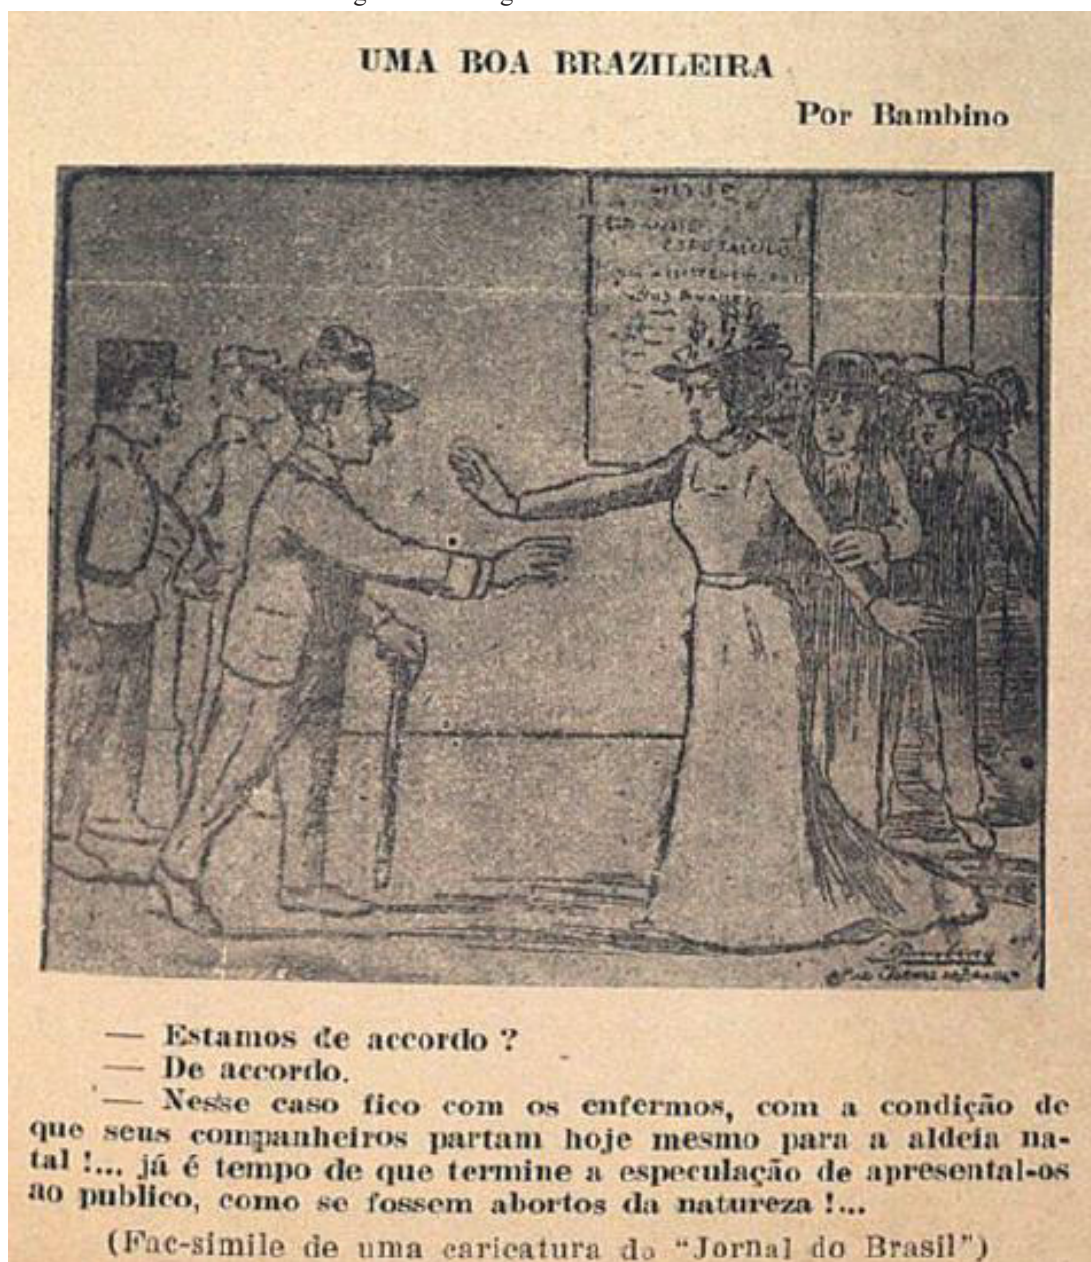 UMA BOA BRAZILEIRA
Por Bambino
ESPETACULO
— Estamos de accordo ?
— De accordo.
— Nesse caso fico com os enfermos, com a condição de
que seus companheiros partam hoje mesmo para a aldeia na-
tal !... já é tempo de que termine a especulação de apresental-os
ao publico, como se fossem abortos da natureza !...
(Fac-simile de uma caricatura do "Jornal do Brasil")